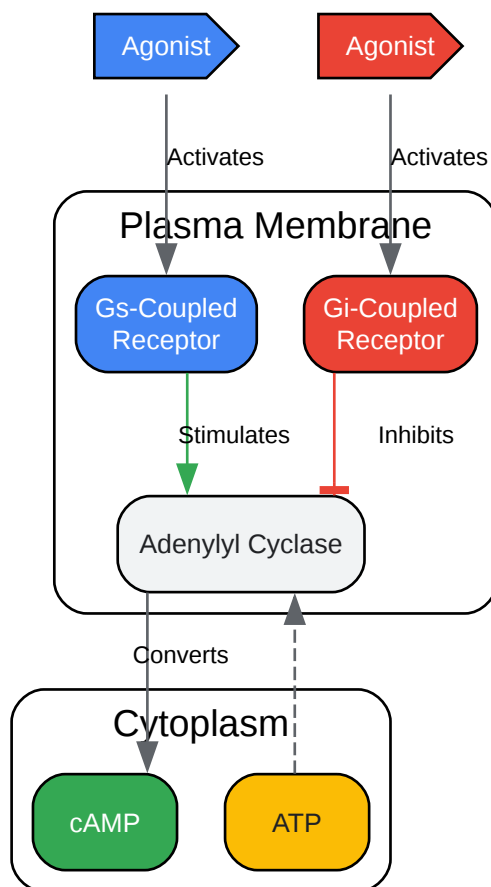 Agonist
Agonist
Activates
Activates
Plasma Membrane
Gs-Coupled
Receptor
Gi-Coupled
Receptor
Stimulates
Inhibits
Adenylyl Cyclase
Converts
Cytoplasm
cAMP
ATP